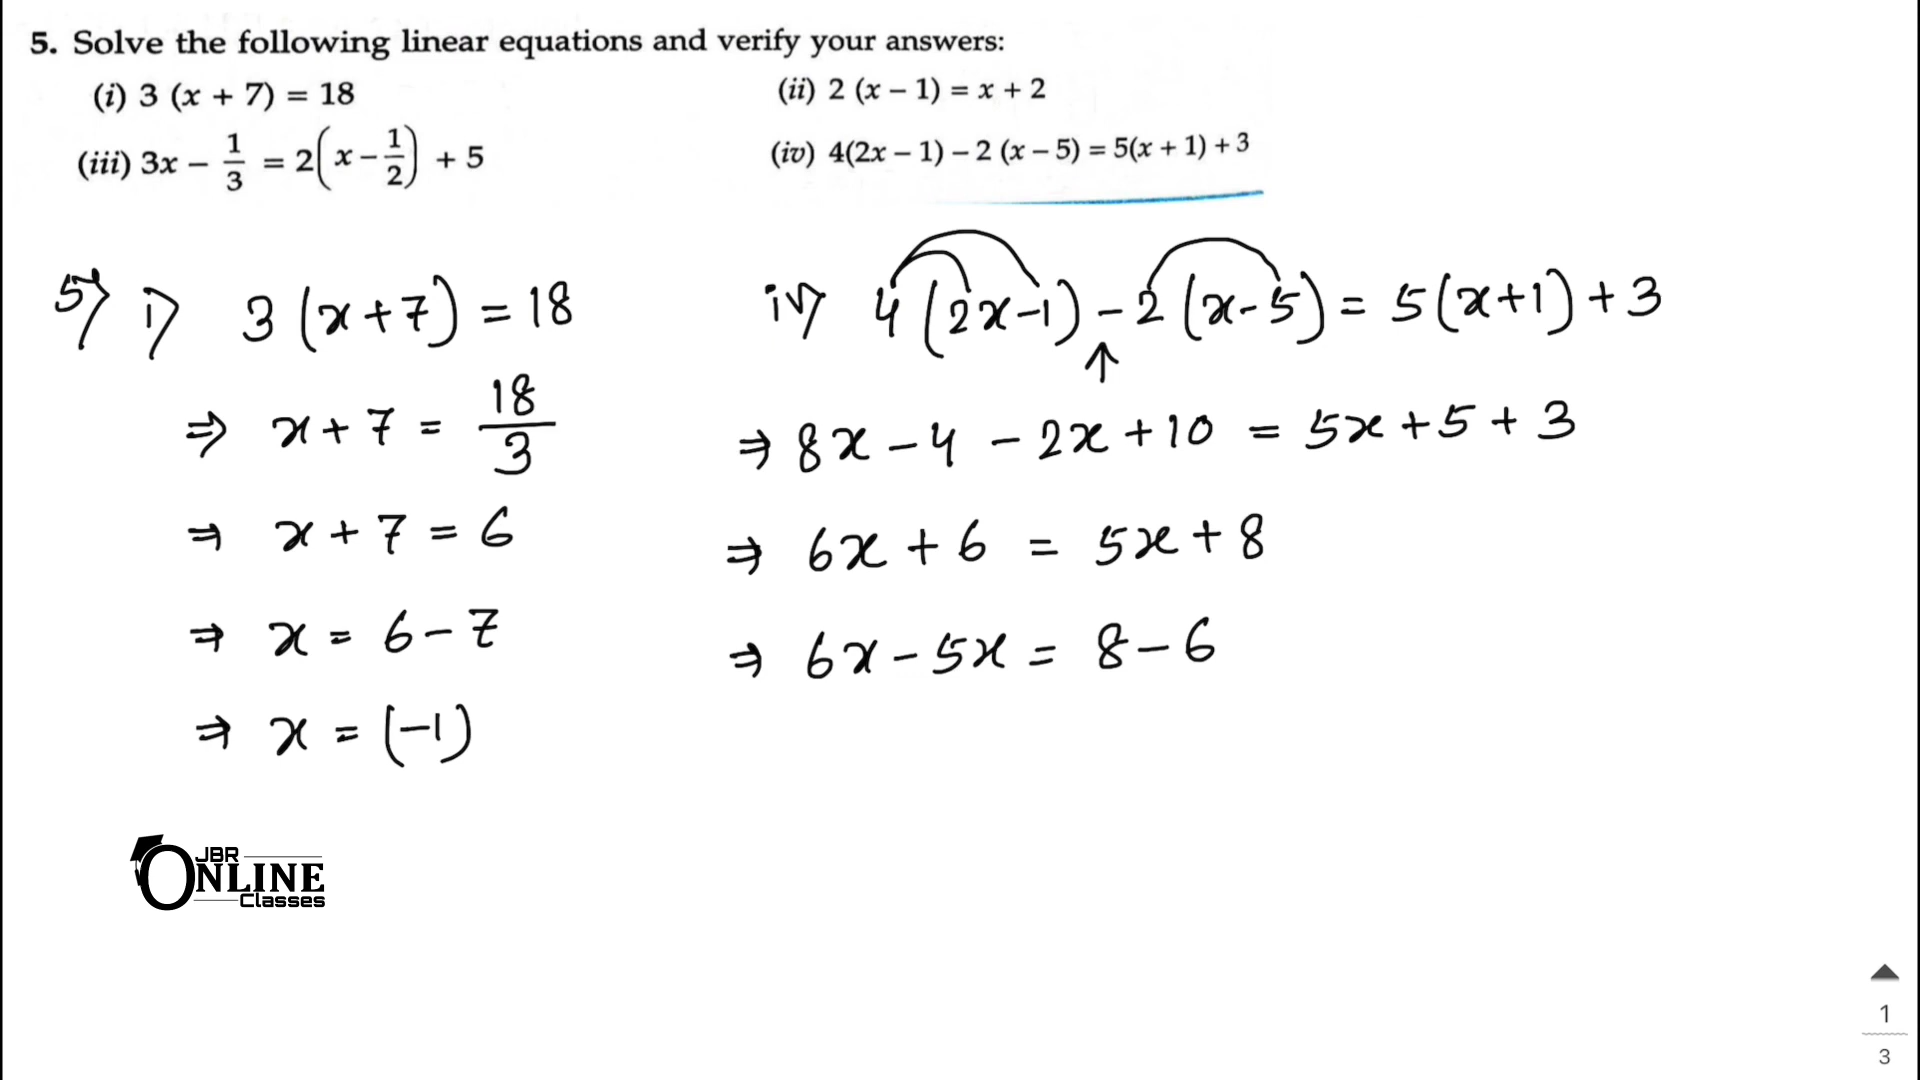 5. Solve the following linear equations and verify your answers:
(i) 3 (x + 7) = 18
(ii) 2 (x – 1) = x + 2
(iii) 3x – 1/3 = 2(x – 1/2) + 5
(iv) 4(2x – 1) – 2 (x – 5) = 5(x + 1) + 3
5) i) 3 (x+7) = 18
⇒ x+7 = 18/3
⇒ x+7 = 6
⇒ x = 6-7
⇒ x = (-1)
iv) 4(2x-1) -2 (x-5) = 5(x+1) +3
↑
⇒ 8x -4 -2x +10 = 5x +5 +3
⇒ 6x +6 = 5x +8
⇒ 6x -5x = 8-6
JBR
ONLINE
Classes
1
3